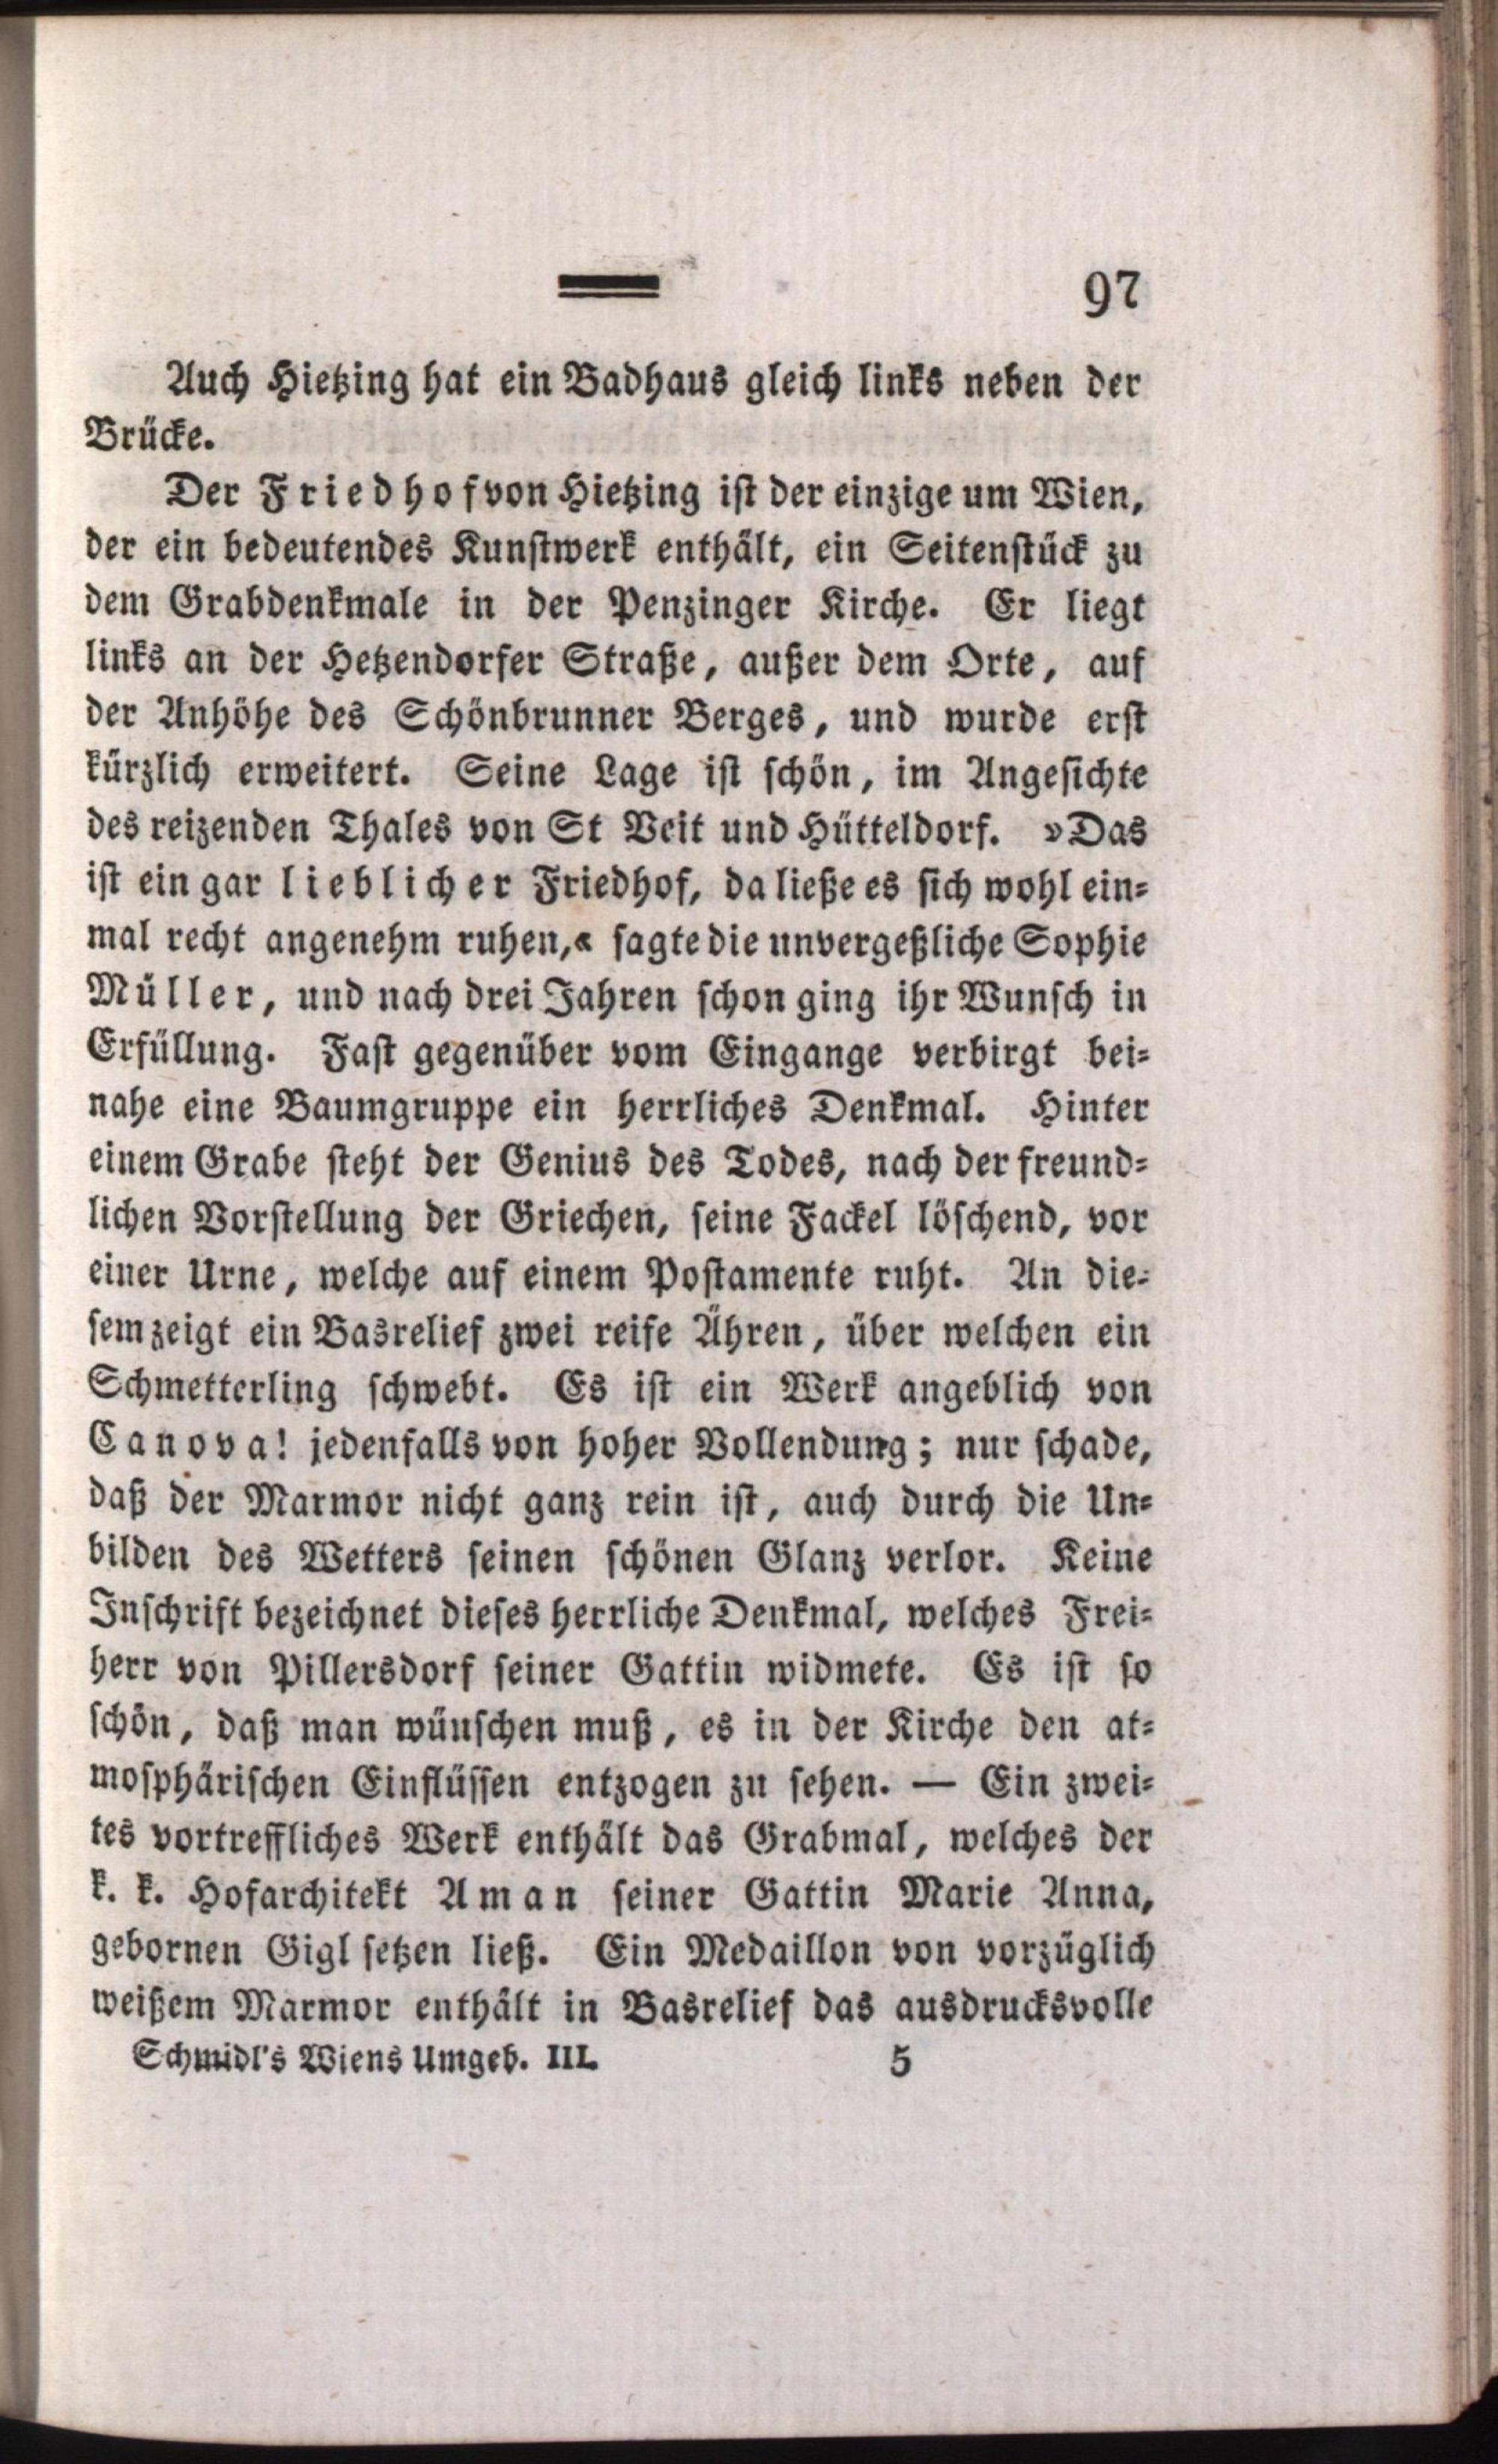 97
Auch Hietzing hat ein Badhaus gleich links neben der
Brücke.
Der Friedhof von Hietzing ist der einzige um Wien,
der ein bedeutendes Kunstwerk enthält, ein Seitenstück zu
dem Grabdenkmale in der Penzinger Kirche. Er liegt
links an der Hetzendorfer Straße, außer dem Orte, auf
der Anhöhe des Schönbrunner Berges, und wurde erst
kürzlich erweitert. Seine Lage ist schön, im Angesichte
des reizenden Thales von St Veit und Hütteldorf. »Das
ist ein gar lieblicher Friedhof, da ließe es sich wohl ein-
mal recht angenehm ruhen,« sagte die unvergeßliche Sophie
Müller, und nach drei Jahren schon ging ihr Wunsch in
Erfüllung. Fast gegenüber vom Eingange verbirgt bei-
nahe eine Baumgruppe ein herrliches Denkmal. Hinter
einem Grabe steht der Genius des Todes, nach der freund-
lichen Vorstellung der Griechen, seine Fackel löschend, vor
einer Urne, welche auf einem Postamente ruht. An die-
sem zeigt ein Basrelief zwei reife Ähren, über welchen ein
Schmetterling schwebt. Es ist ein Werk angeblich von
Canova! jedenfalls von hoher Vollendung; nur schade,
daß der Marmor nicht ganz rein ist, auch durch die Un-
bilden des Wetters seinen schönen Glanz verlor. Keine
Inschrift bezeichnet dieses herrliche Denkmal, welches Frei-
herr von Pillersdorf seiner Gattin widmete. Es ist so
schön, daß man wünschen muß, es in der Kirche den at-
mosphärischen Einflüssen entzogen zu sehen. — Ein zwei-
tes vortreffliches Werk enthält das Grabmal, welches der
k. k. Hofarchitekt Aman seiner Gattin Marie Anna,
gebornen Gigl setzen ließ. Ein Medaillon von vorzüglich
weißem Marmor enthält in Basrelief das ausdrucksvolle
Schmidl's Wiens Umgeb. III. 5